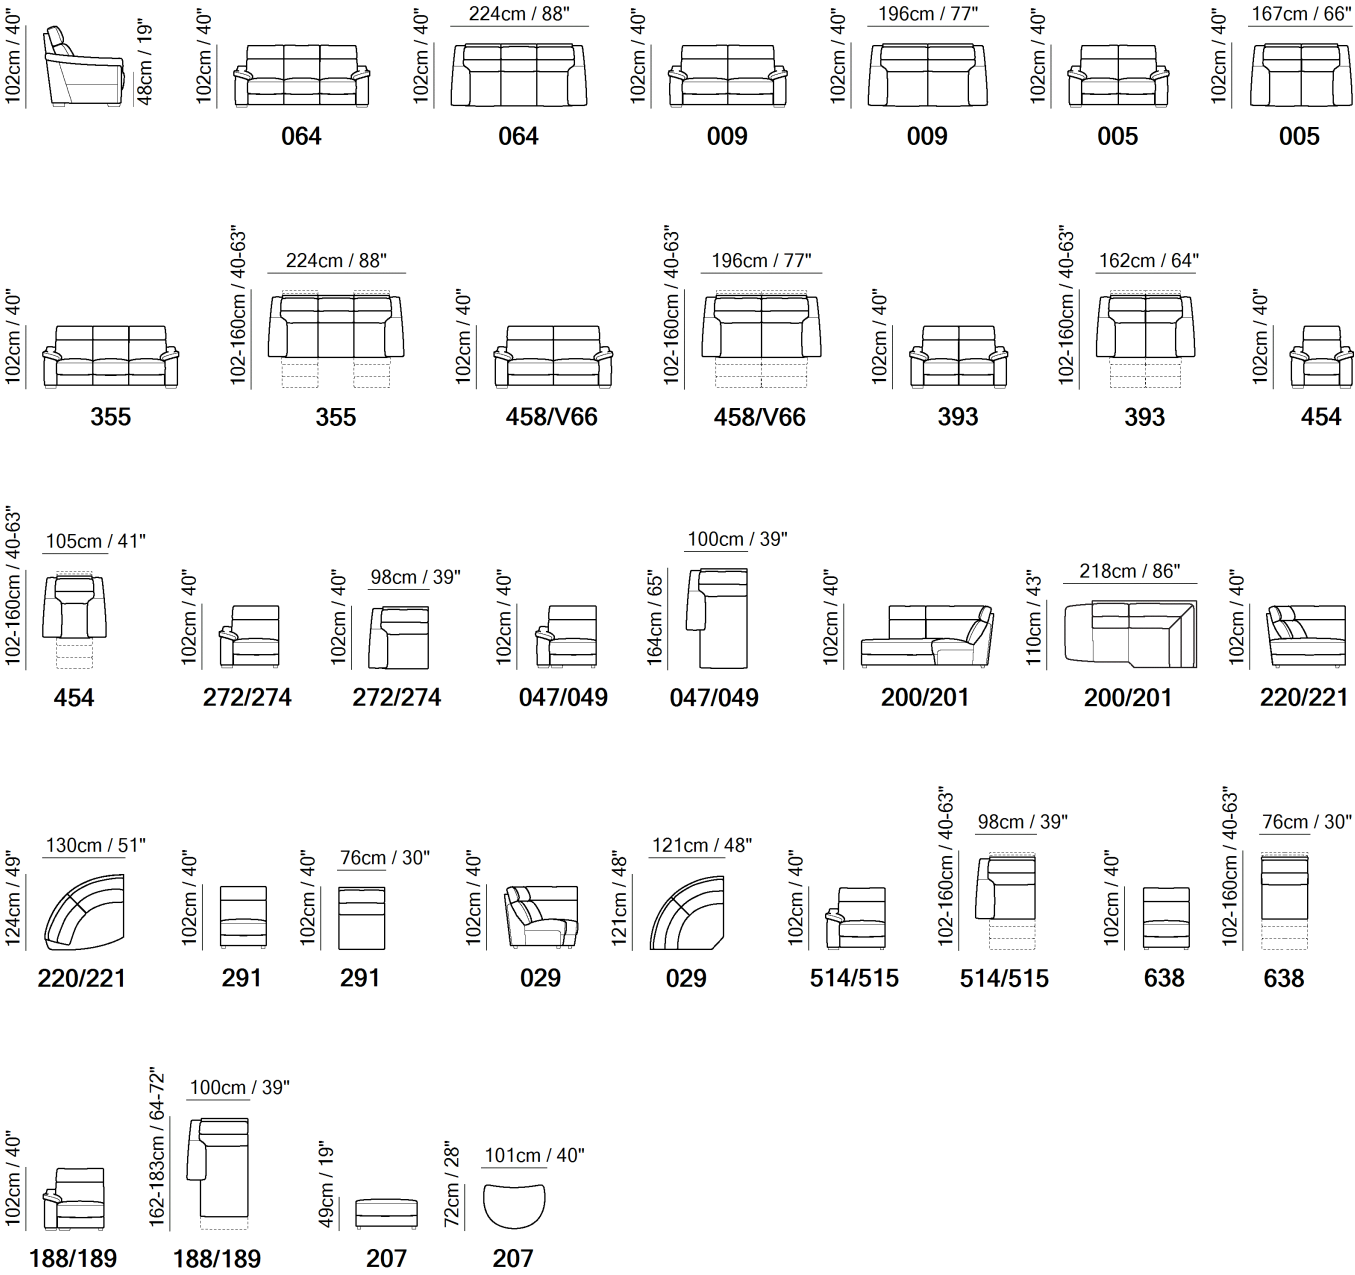 102cm / 40"
48cm / 19"
102cm / 40"
064
102cm / 40"
224cm / 88"
064
102cm / 40"
009
102cm / 40"
196cm / 77"
009
102cm / 40"
005
102cm / 40"
167cm / 66"
005
102cm / 40"
355
102-160cm / 40-63"
224cm / 88"
355
102cm / 40"
458/V66
102-160cm / 40-63"
196cm / 77"
458/V66
102cm / 40"
393
102-160cm / 40-63"
162cm / 64"
393
102cm / 40"
454
102-160cm / 40-63"
105cm / 41"
454
102cm / 40"
272/274
102cm / 40"
98cm / 39"
272/274
102cm / 40"
047/049
164cm / 65"
100cm / 39"
047/049
102cm / 40"
200/201
110cm / 43"
218cm / 86"
200/201
102cm / 40"
220/221
124cm / 49"
130cm / 51"
220/221
102cm / 40"
291
102cm / 40"
76cm / 30"
291
102cm / 40"
029
121cm / 48"
121cm / 48"
029
102cm / 40"
514/515
102-160cm / 40-63"
98cm / 39"
514/515
102cm / 40"
638
102-160cm / 40-63"
76cm / 30"
638
102cm / 40"
188/189
162-183cm / 64-72"
100cm / 39"
188/189
49cm / 19"
207
72cm / 28"
101cm / 40"
207